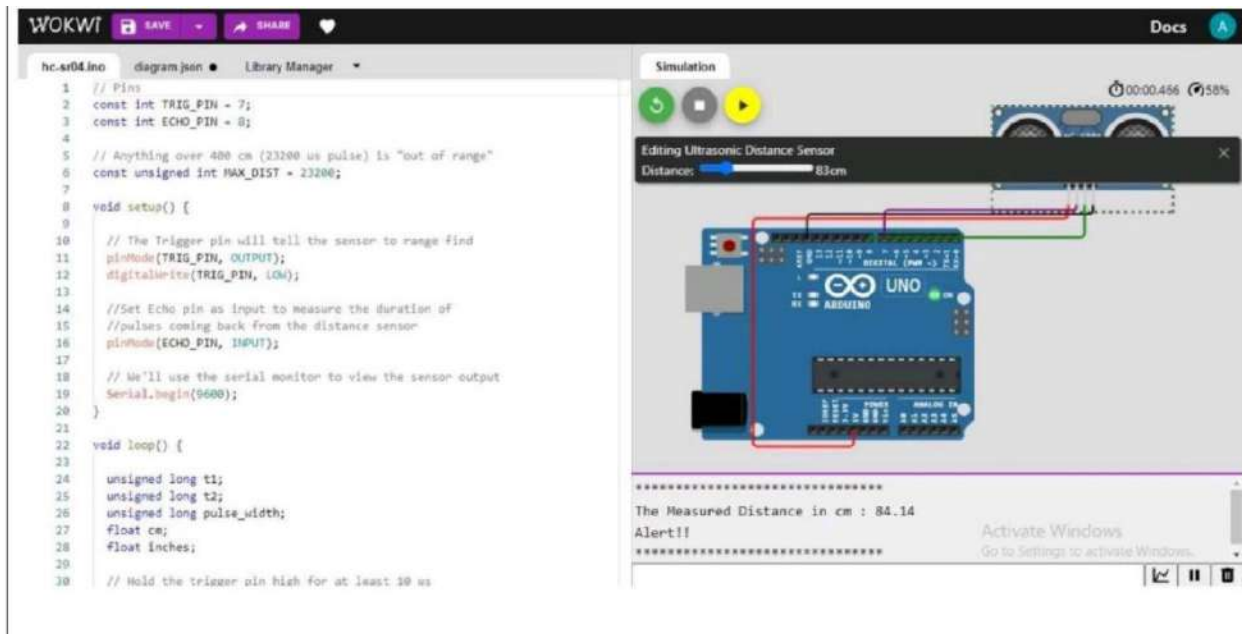 WOKWI SAVE SHARE Docs A
hc-sr04.ino diagram.json ● Library Manager
1 // Pins
2 const int TRIG_PIN = 7;
3 const int ECHO_PIN = 8;
4
5 // Anything over 400 cm (23200 us pulse) is "out of range"
6 const unsigned int MAX_DIST = 23200;
7
8 void setup() {
9
10 // The Trigger pin will tell the sensor to range find
11 pinMode(TRIG_PIN, OUTPUT);
12 digitalWrite(TRIG_PIN, LOW);
13
14 //Set Echo pin as input to measure the duration of
15 //pulses coming back from the distance sensor
16 pinMode(ECHO_PIN, INPUT);
17
18 // We'll use the serial monitor to view the sensor output
19 Serial.begin(9600);
20 }
21
22 void loop() {
23
24 unsigned long t1;
25 unsigned long t2;
26 unsigned long pulse_width;
27 float cm;
28 float inches;
29
30 // Hold the trigger pin high for at least 10 us
Simulation
00:00.466 58%
Editing Ultrasonic Distance Sensor
Distance: 83cm
DIGITAL (PWM ~)
UNO
ON
L
TX
RX
ARDUINO
POWER
ANALOG IN
*******************************
The Measured Distance in cm : 84.14
Alert!!
*******************************
Activate Windows
Go to Settings to activate Windows.